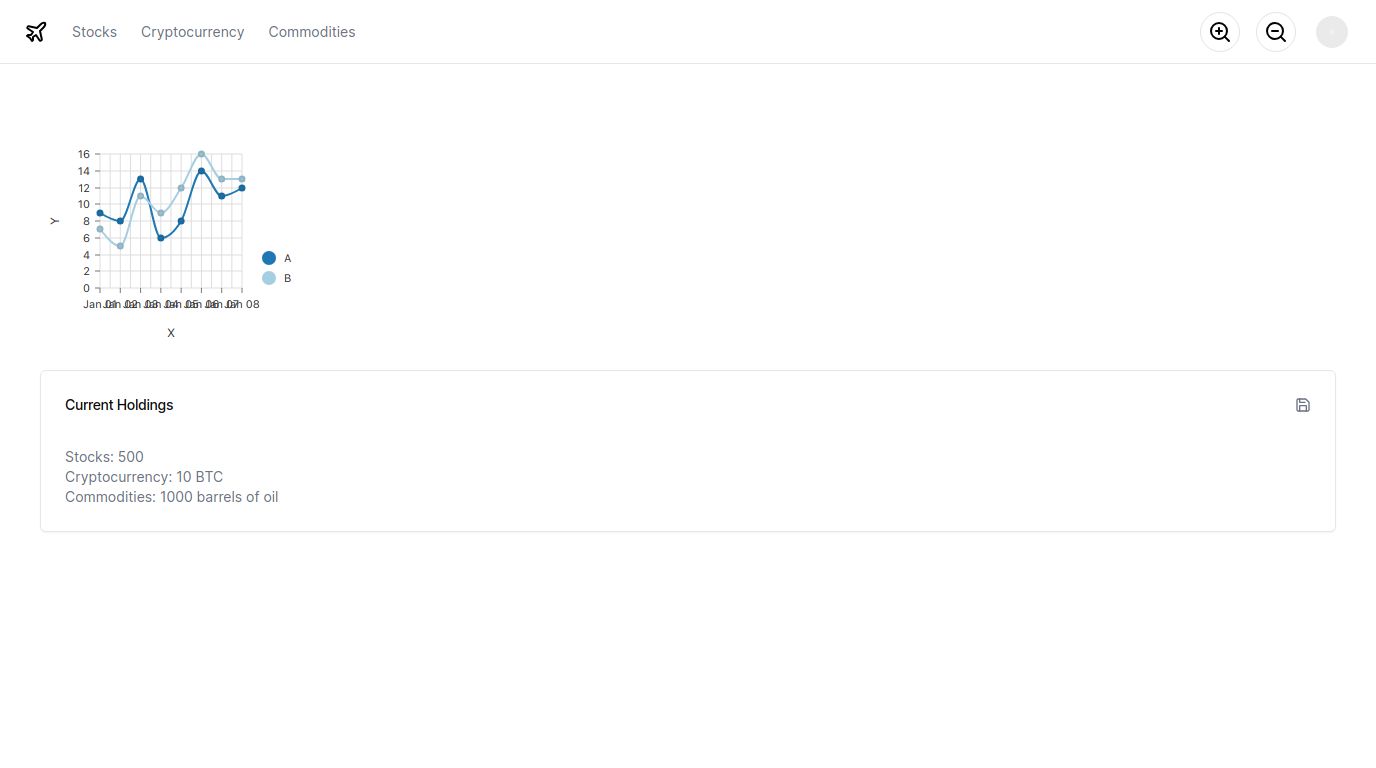 Stocks Cryptocurrency Commodities
16
14
12
10
8
6
4
2
0
Y
A
B
Jan 01 Jan 02 Jan 03 Jan 04 Jan 05 Jan 06 Jan 07 Jan 08
X
Current Holdings
Stocks: 500
Cryptocurrency: 10 BTC
Commodities: 1000 barrels of oil